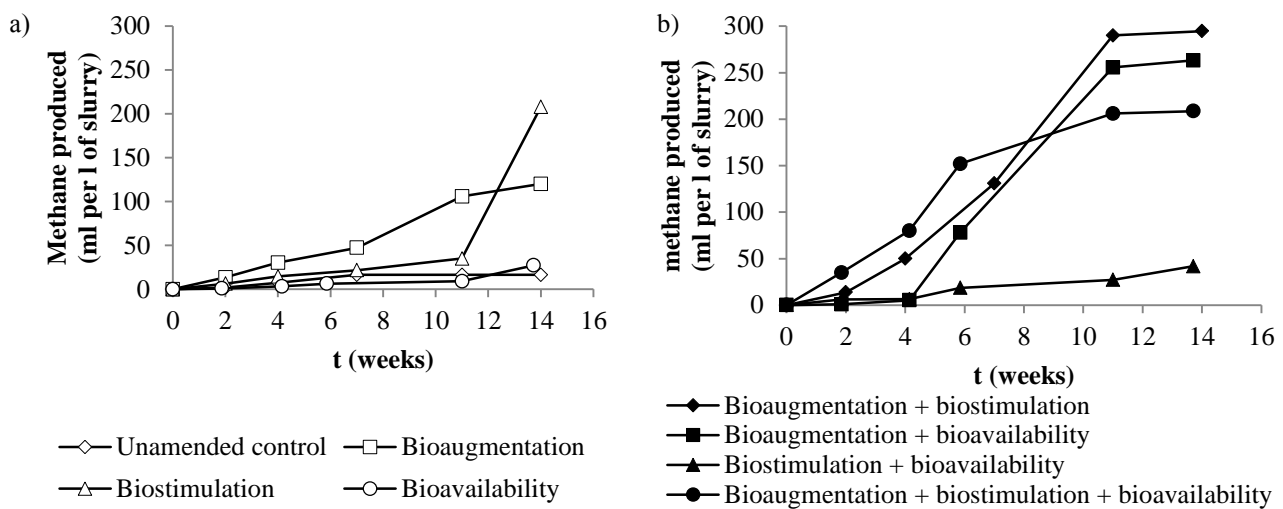 a)
Methane produced
(ml per l of slurry)
300
250
200
150
100
50
0
0 2 4 6 8 10 12 14 16
t (weeks)
Unamended control
Bioaugmentation
Biostimulation
Bioavailability
b)
methane produced
(ml per l of slurry)
300
250
200
150
100
50
0
0 2 4 6 8 10 12 14 16
t (weeks)
Bioaugmentation + biostimulation
Bioaugmentation + bioavailability
Biostimulation + bioavailability
Bioaugmentation + biostimulation + bioavailability